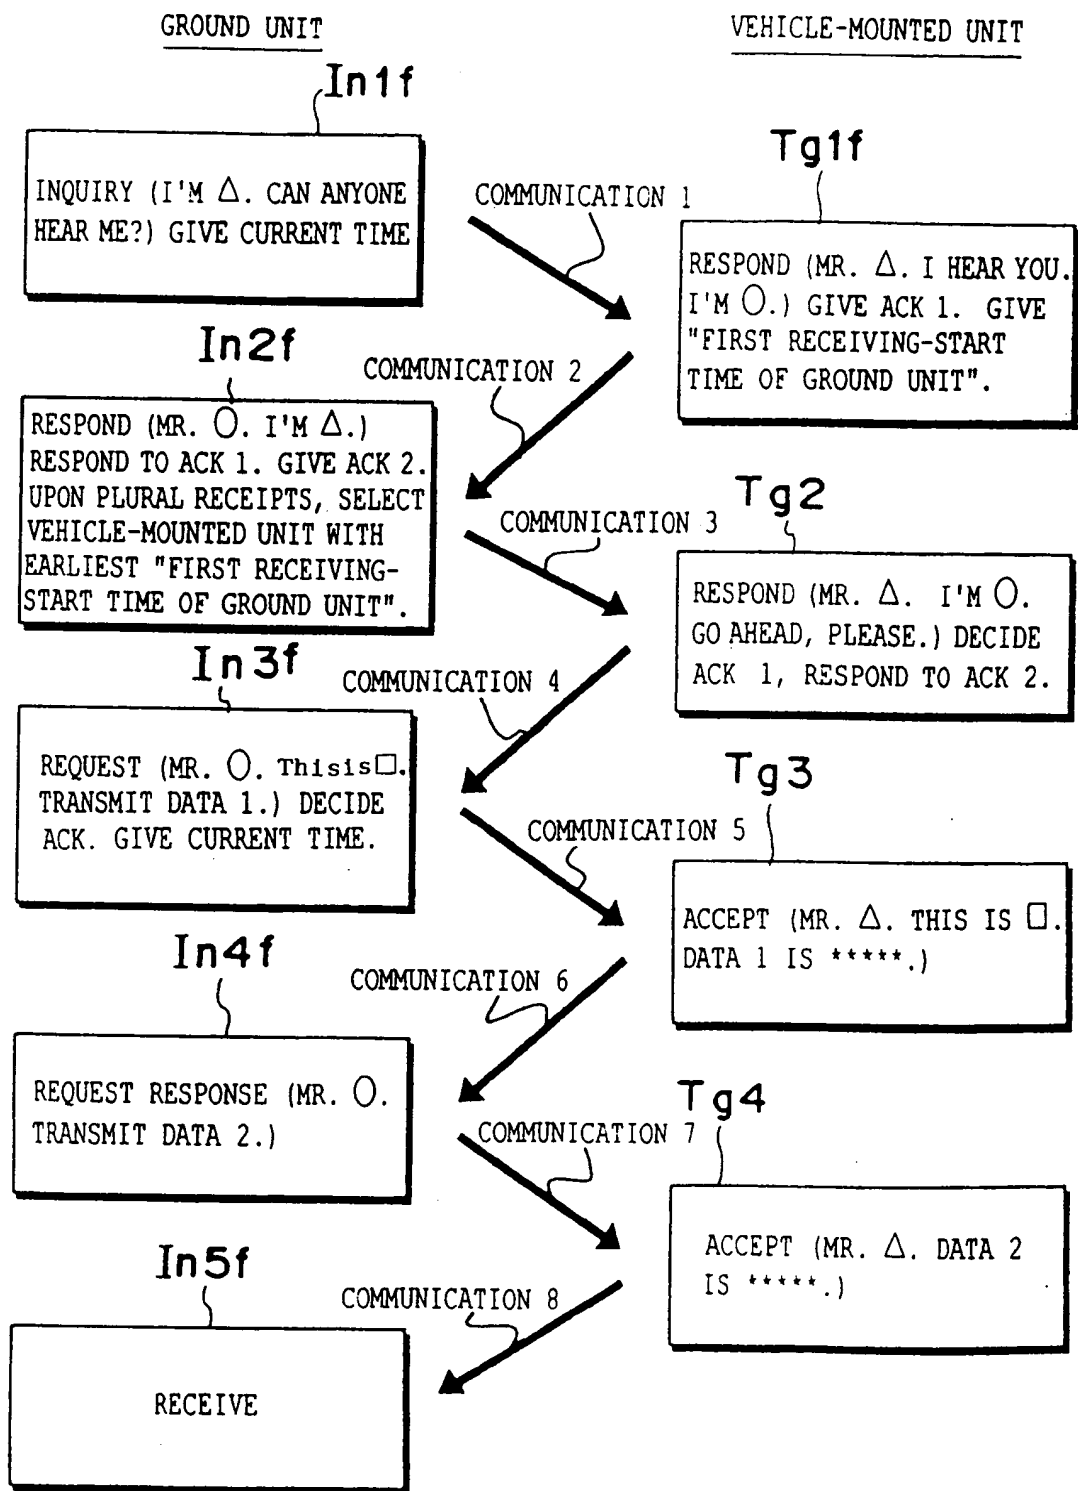 GROUND UNIT
VEHICLE-MOUNTED UNIT
In1f
INQUIRY (I'M △. CAN ANYONE
HEAR ME?) GIVE CURRENT TIME
COMMUNICATION 1
Tg1f
RESPOND (MR. △. I HEAR YOU.
I'M ○.) GIVE ACK 1. GIVE
"FIRST RECEIVING-START
TIME OF GROUND UNIT".
COMMUNICATION 2
In2f
RESPOND (MR. ○. I'M △.)
RESPOND TO ACK 1. GIVE ACK 2.
UPON PLURAL RECEIPTS, SELECT
VEHICLE-MOUNTED UNIT WITH
EARLIEST "FIRST RECEIVING-
START TIME OF GROUND UNIT".
COMMUNICATION 3
Tg2
RESPOND (MR. △. I'M ○.
GO AHEAD, PLEASE.) DECIDE
ACK 1, RESPOND TO ACK 2.
COMMUNICATION 4
In3f
REQUEST (MR. ○. Thisis□.
TRANSMIT DATA 1.) DECIDE
ACK. GIVE CURRENT TIME.
COMMUNICATION 5
Tg3
ACCEPT (MR. △. THIS IS □.
DATA 1 IS *****.)
COMMUNICATION 6
In4f
REQUEST RESPONSE (MR. ○.
TRANSMIT DATA 2.)
COMMUNICATION 7
Tg4
ACCEPT (MR. △. DATA 2
IS *****.)
COMMUNICATION 8
In5f
RECEIVE